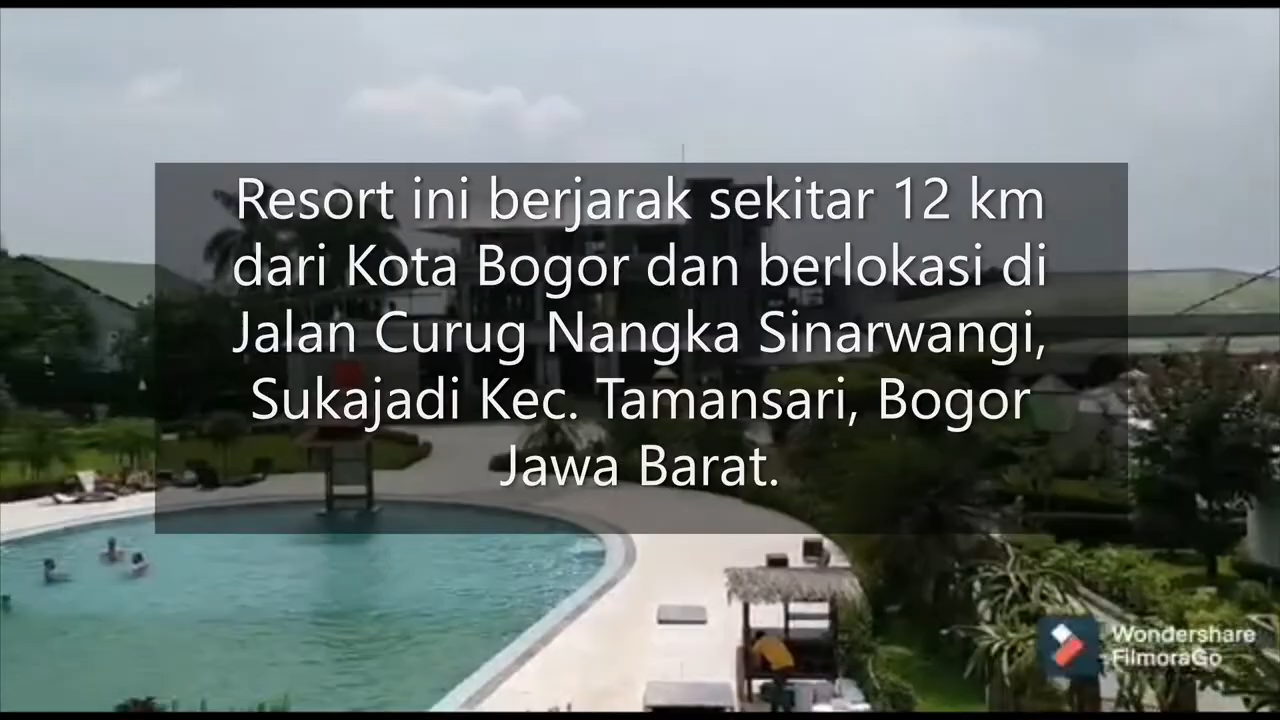 Resort ini berjarak sekitar 12 km
dari Kota Bogor dan berlokasi di
Jalan Curug Nangka Sinarwangi,
Sukajadi Kec. Tamansari, Bogor
Jawa Barat.
Wondershare
FilmoraGo